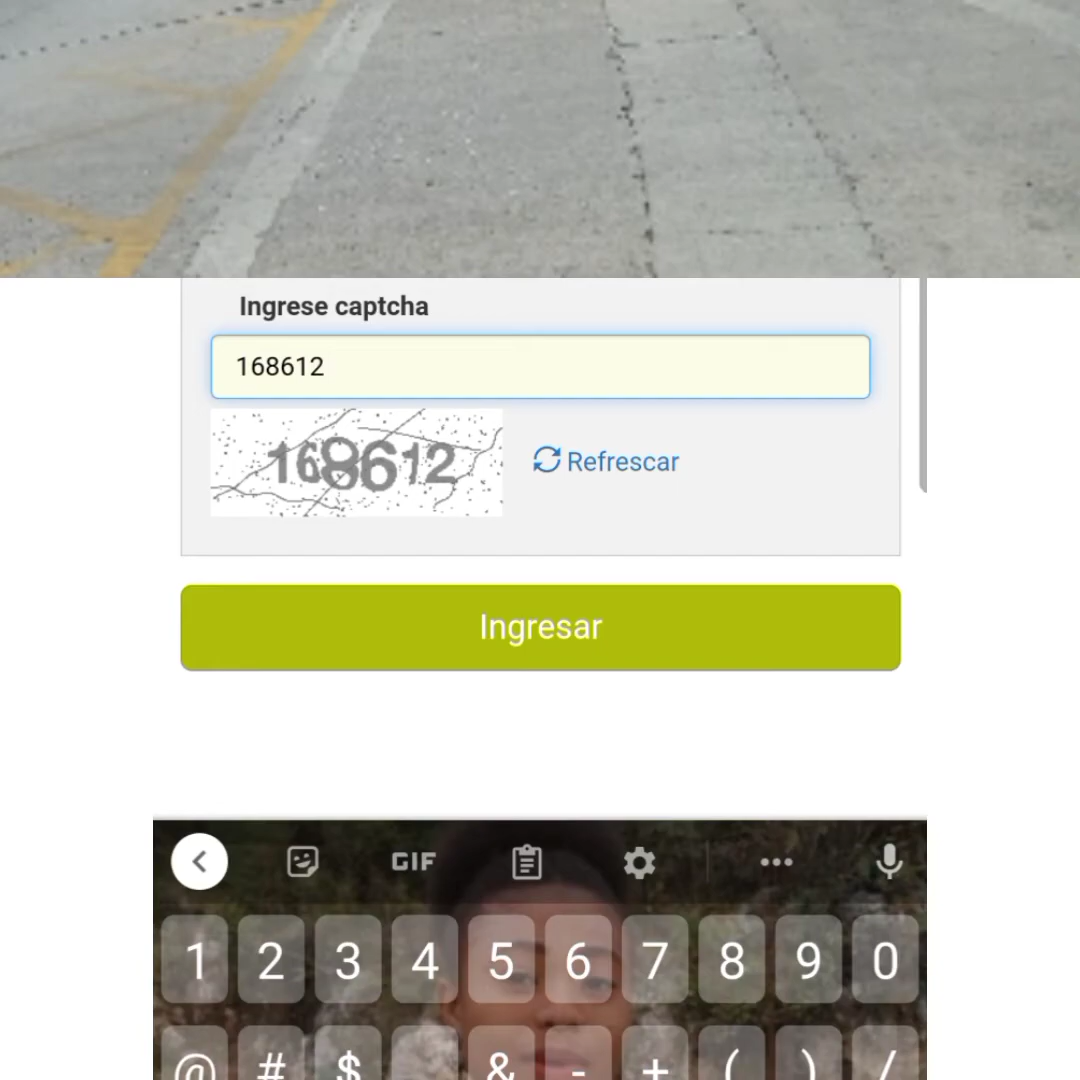 Ingrese captcha
168612
168612
Refrescar
Ingresar
GIF
1 2 3 4 5 6 7 8 9 0
@ # $ & - + ( ) /